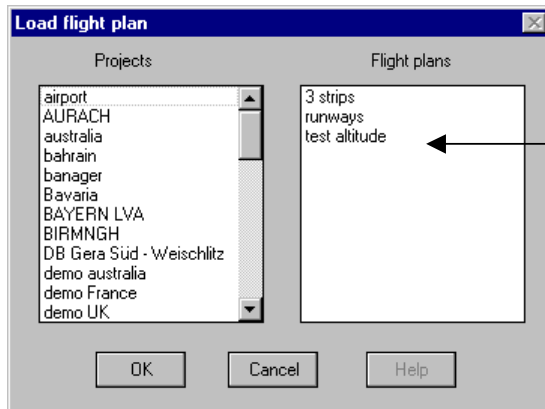 Load flight plan
Projects
Flight plans
airport
AURACH
australia
bahrain
banager
Bavaria
BAYERN LVA
BIRMNGH
DB Gera Süd - Weischlitz
demo australia
demo France
demo UK
3 strips
runways
test altitude
OK
Cancel
Help